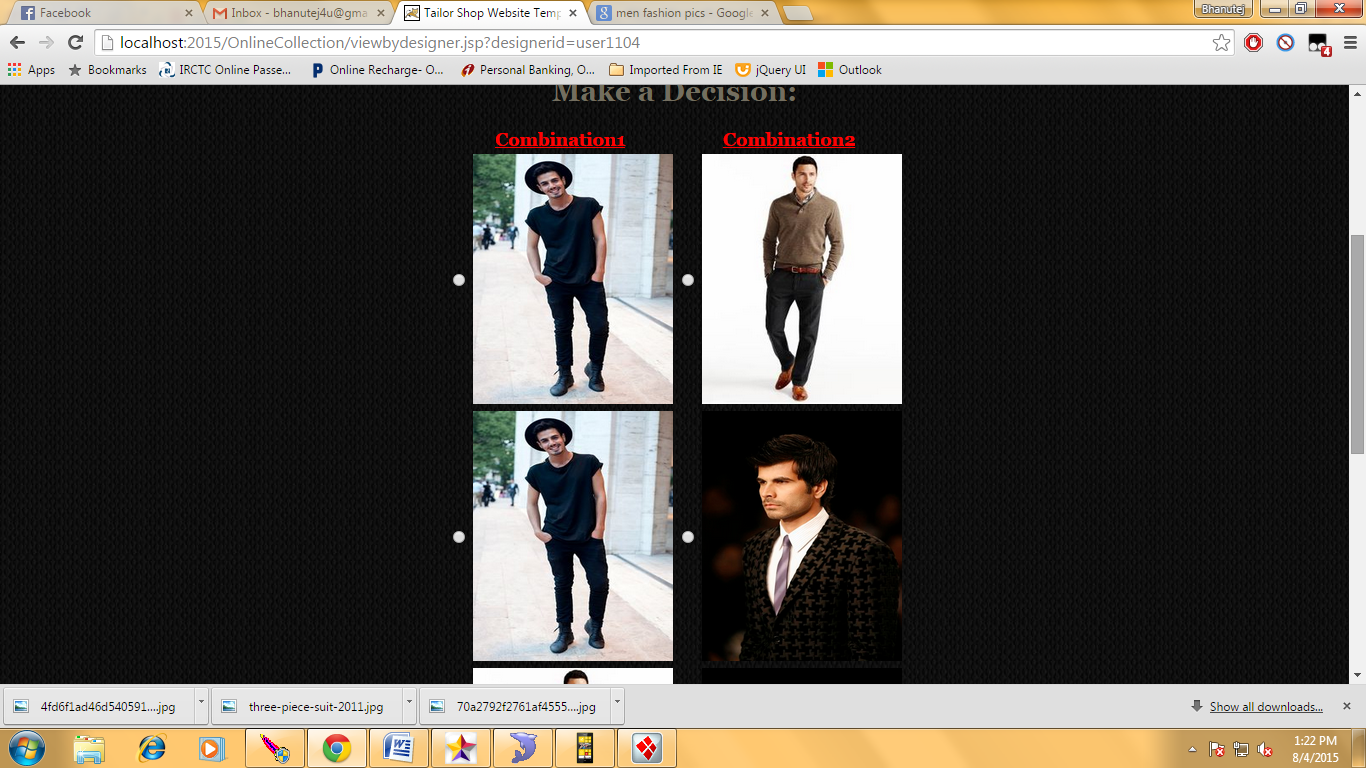 Facebook
Inbox - bhanutej4u@gma
Tailor Shop Website Temp
men fashion pics - Google
Bhanutej
localhost:2015/OnlineCollection/viewbydesigner.jsp?designerid=user1104
4
Apps
Bookmarks
IRCTC Online Passe...
Online Recharge- O...
Personal Banking, O...
Imported From IE
jQuery UI
Outlook
Make a Decision:
Combination1
Combination2
4fd6f1ad46d540591....jpg
three-piece-suit-2011.jpg
70a2792f2761af4555....jpg
Show all downloads...
1:22 PM
8/4/2015